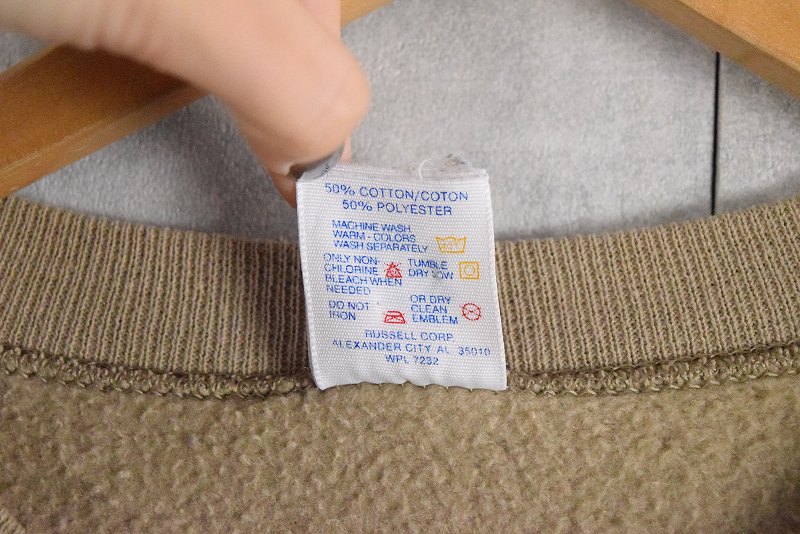 50% COTTON/COTON
50% POLYESTER
MACHINE WASH
WARM - COLORS
WASH SEPARATELY
ONLY NON-
CHLORINE
BLEACH WHEN
NEEDED
TUMBLE
DRY LOW
DO NOT
IRON
OR DRY
CLEAN
EMBLEM
RUSSELL CORP.
ALEXANDER CITY AL. 35010
WPL 7232